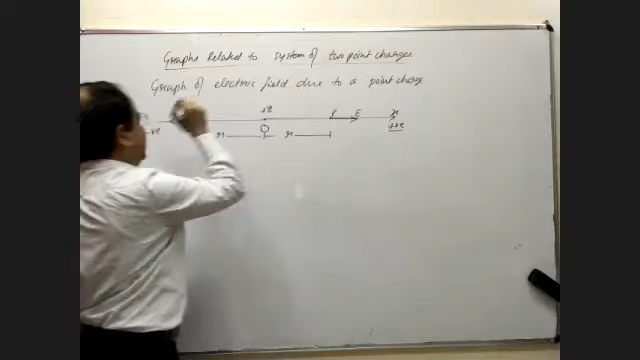 Graphs Related to system of two point charges
Graph of electric field due to a point charge
+q
P E x
+ve
-ve
O
x x